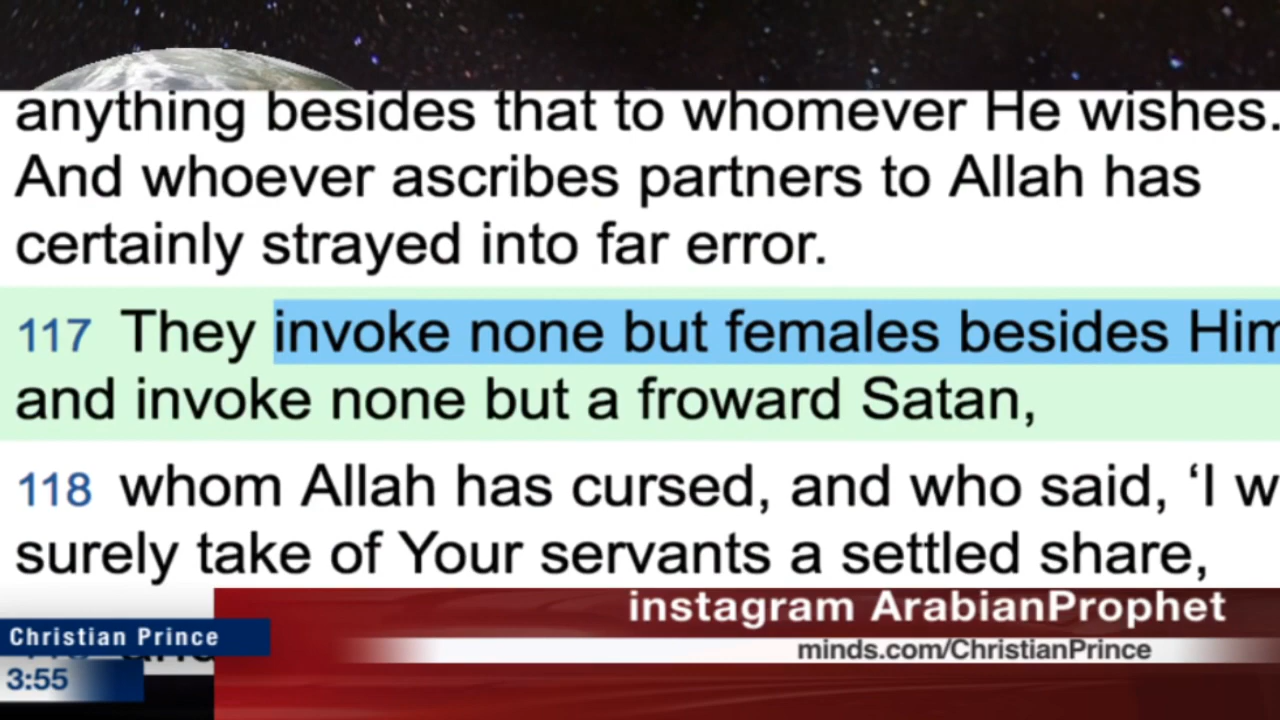 anything besides that to whomever He wishes.
And whoever ascribes partners to Allah has
certainly strayed into far error.
117 They invoke none but females besides Him
and invoke none but a froward Satan,
118 whom Allah has cursed, and who said, ‘I w
surely take of Your servants a settled share,
instagram ArabianProphet
Christian Prince
minds.com/ChristianPrince
3:55